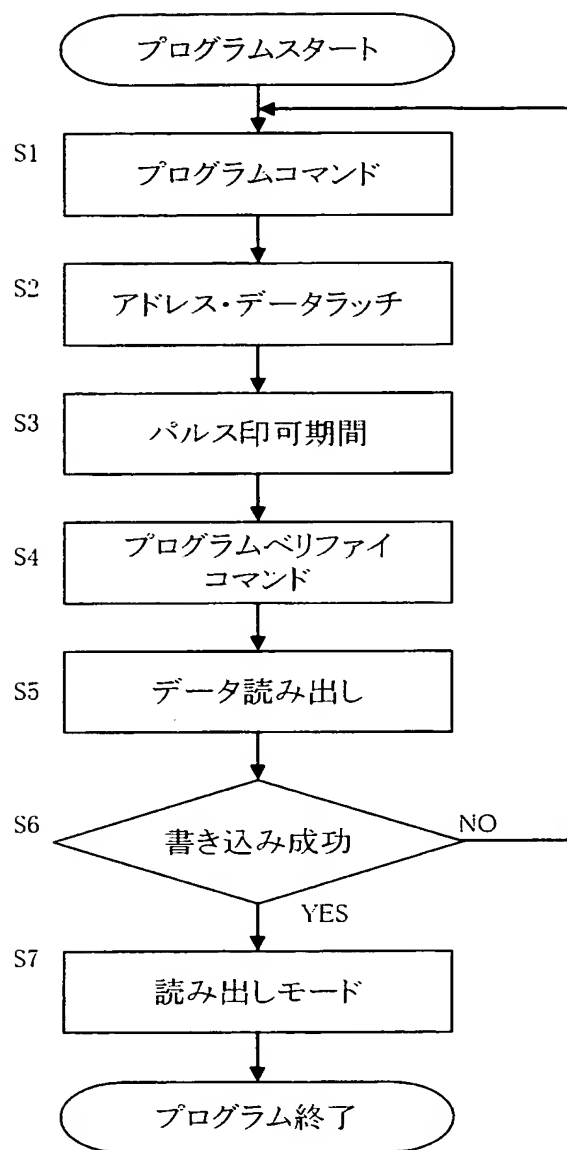 プログラムスタート
S1
プログラムコマンド
S2
アドレス・データラッチ
S3
パルス印可期間
S4
プログラムベリファイ
コマンド
S5
データ読み出し
S6
書き込み成功
NO
YES
S7
読み出しモード
プログラム終了